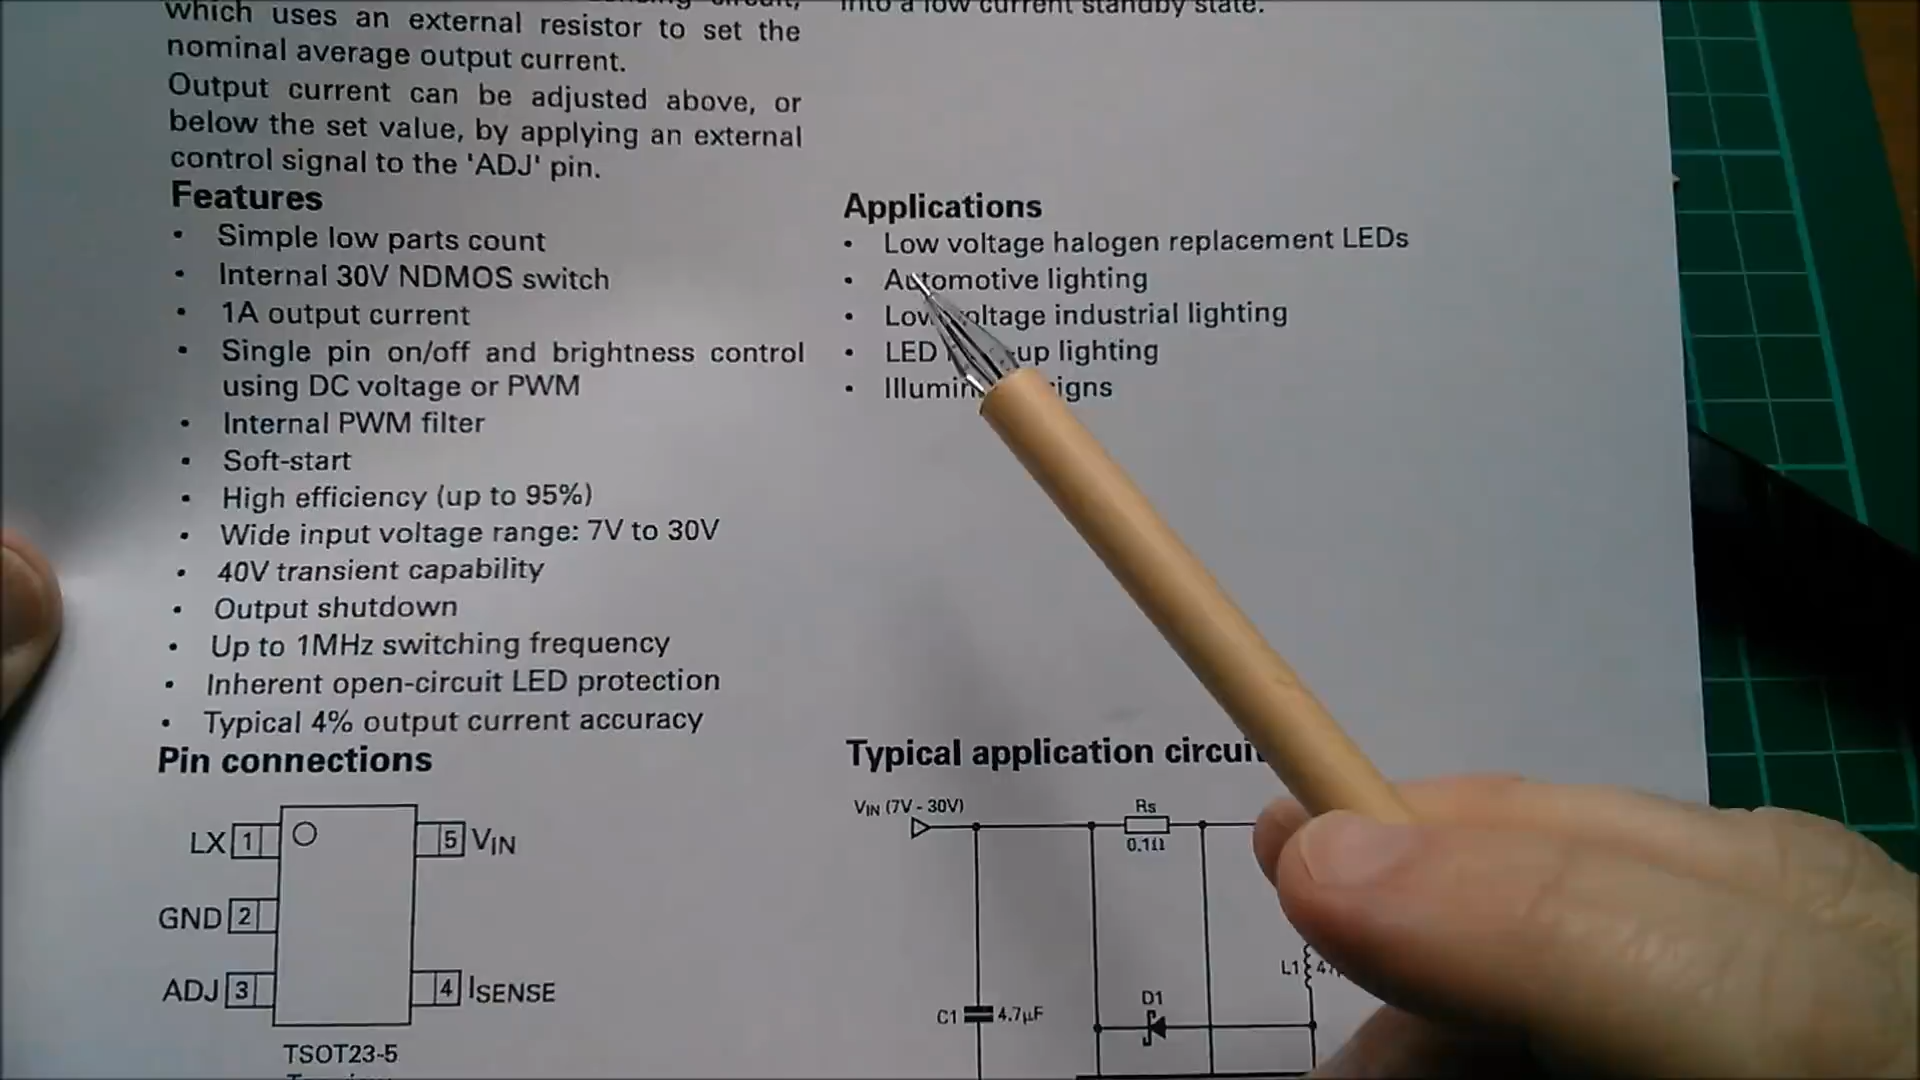 which uses an external resistor to set the
nominal average output current.
Output current can be adjusted above, or
below the set value, by applying an external
control signal to the 'ADJ' pin.
Features
• Simple low parts count
• Internal 30V NDMOS switch
• 1A output current
• Single pin on/off and brightness control
using DC voltage or PWM
• Internal PWM filter
• Soft-start
• High efficiency (up to 95%)
• Wide input voltage range: 7V to 30V
• 40V transient capability
• Output shutdown
• Up to 1MHz switching frequency
• Inherent open-circuit LED protection
• Typical 4% output current accuracy
Pin connections
LX 1
5 VIN
GND 2
ADJ 3
4 ISENSE
TSOT23-5
into a low current standby state.
Applications
• Low voltage halogen replacement LEDs
• Automotive lighting
• Low voltage industrial lighting
• LED up lighting
• Illumin igns
Typical application circuit
VIN (7V - 30V)
Rs
0.1Ω
L1
C1 4.7µF
D1